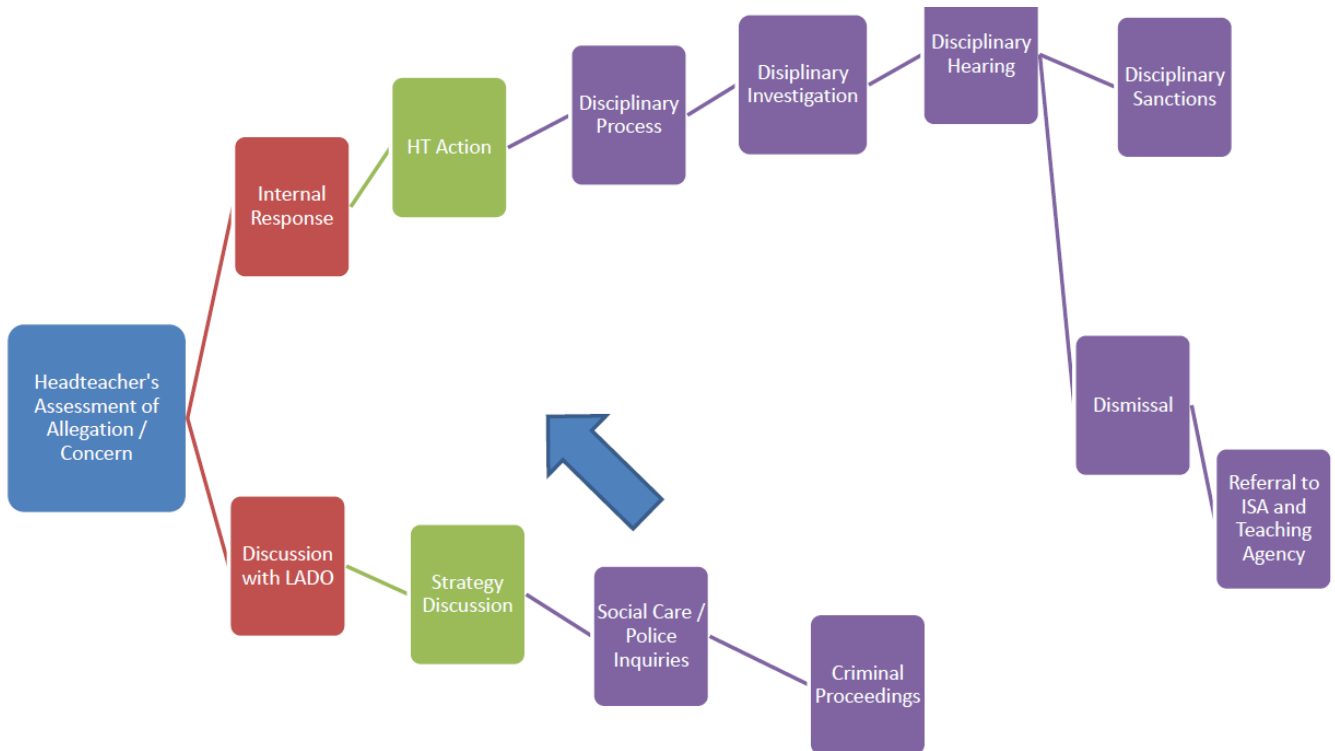 Headteacher's
Assessment of
Allegation /
Concern
Internal
Response
HT Action
Disciplinary
Process
Disiplinary
Investigation
Disciplinary
Hearing
Disciplinary
Sanctions
Dismissal
Referral to
ISA and
Teaching
Agency
Discussion
with LADO
Strategy
Discussion
Social Care /
Police
Inquiries
Criminal
Proceedings